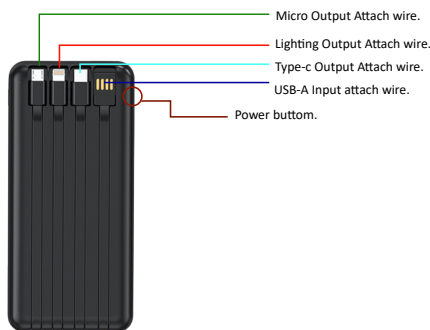 Micro Output Attach wire.
Lighting Output Attach wire.
Type-c Output Attach wire.
USB-A Input attach wire.
Power buttom.